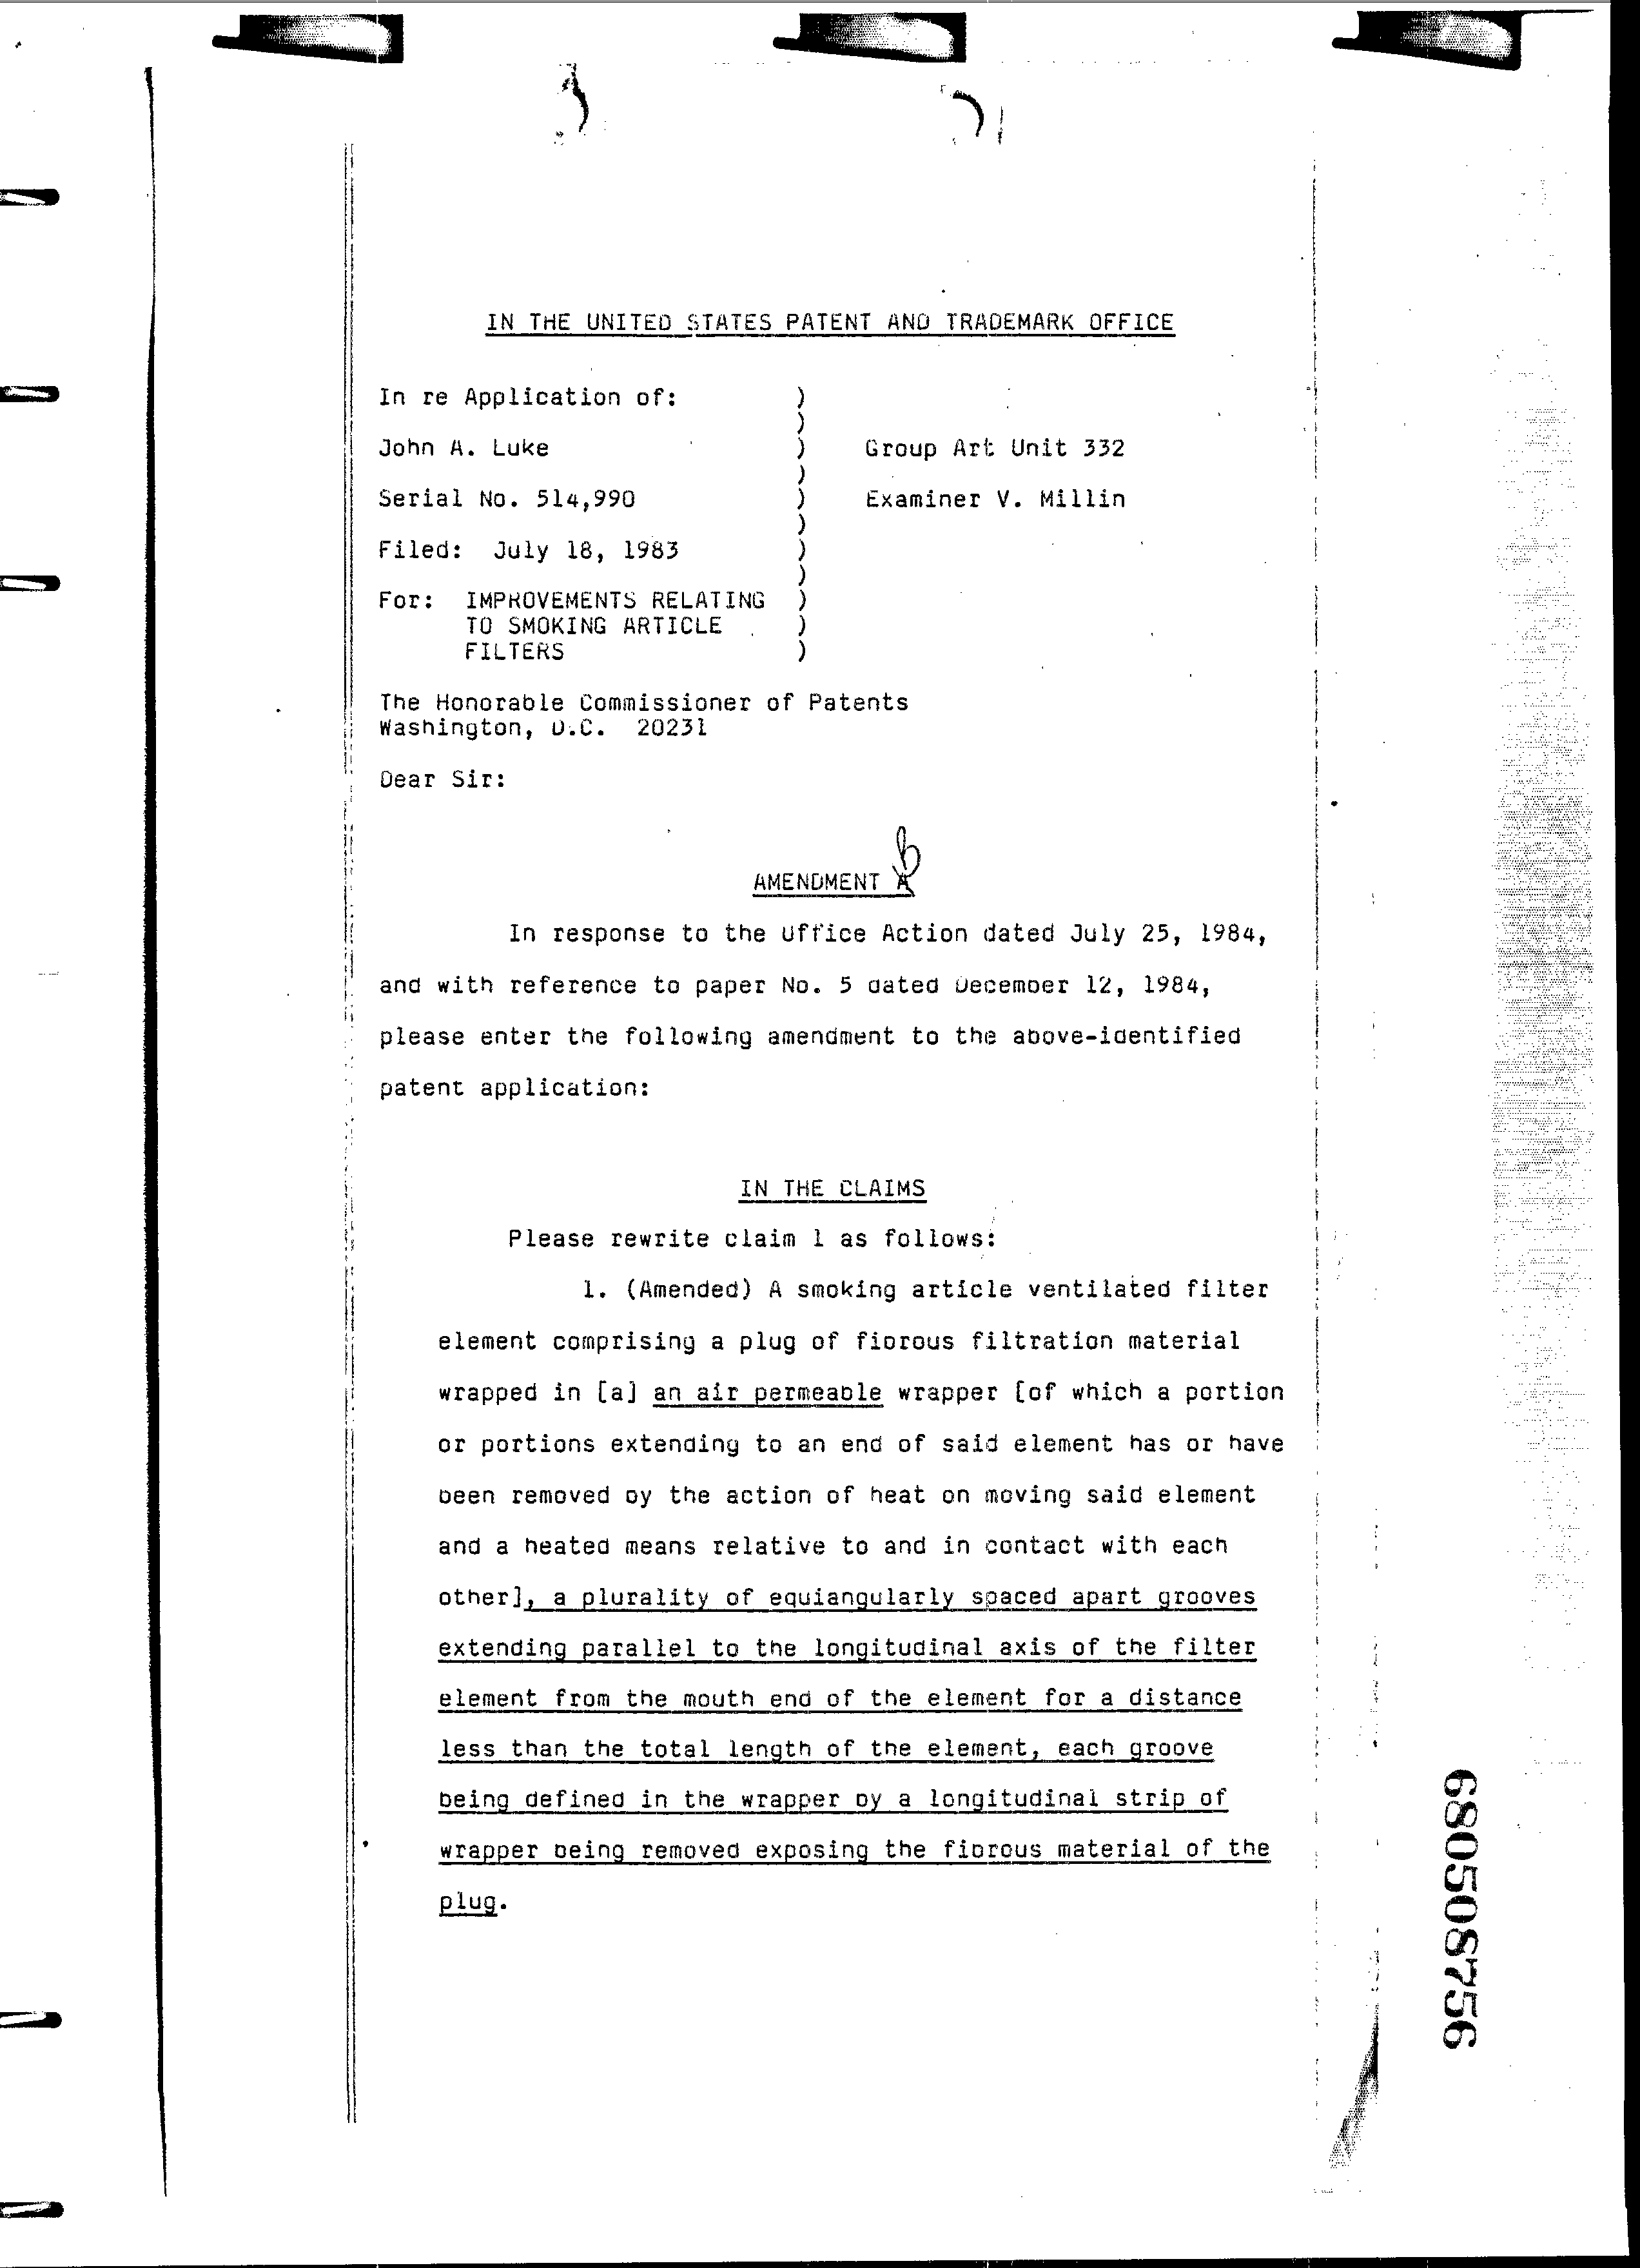 IN THE UNITED STATES PATENT AND TRADEMARK OFFICE
In re Application of: )
)
John A. Luke ) Group Art Unit 332
)
Serial No. 514,990 ) Examiner V. Millin
)
Filed: July 18, 1983 )
)
For: IMPROVEMENTS RELATING )
TO SMOKING ARTICLE )
FILTERS )
The Honorable Commissioner of Patents
Washington, D.C. 20231
Dear Sir:
AMENDMENT B
In response to the Office Action dated July 25, 1984,
and with reference to paper No. 5 dated December 12, 1984,
please enter the following amendment to the above-identified
patent application:
IN THE CLAIMS
Please rewrite claim 1 as follows:
1. (Amended) A smoking article ventilated filter
element comprising a plug of fibrous filtration material
wrapped in [a] an air permeable wrapper [of which a portion
or portions extending to an end of said element has or have
been removed by the action of heat on moving said element
and a heated means relative to and in contact with each
other], a plurality of equiangularly spaced apart grooves
extending parallel to the longitudinal axis of the filter
element from the mouth end of the element for a distance
less than the total length of the element, each groove
being defined in the wrapper by a longitudinal strip of
wrapper being removed exposing the fibrous material of the
plug.
680508756